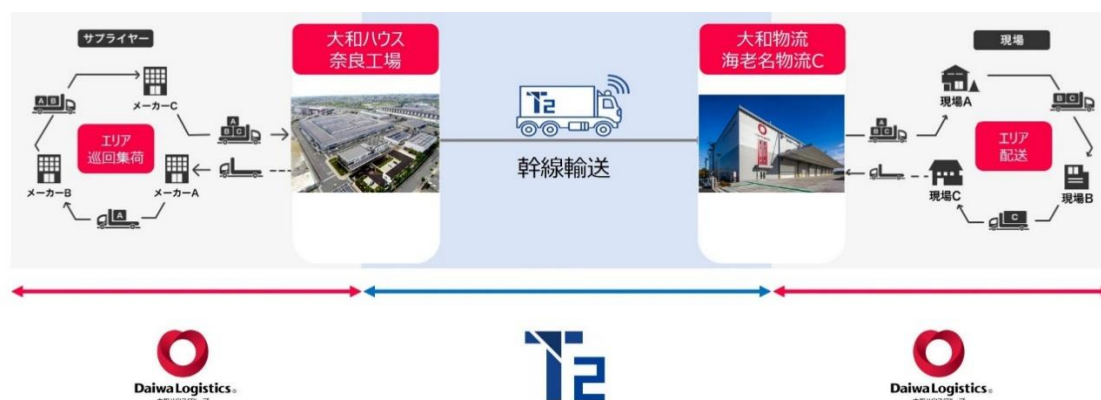 サプライヤー
メーカーC
A B
A
B C
エリア
巡回集荷
メーカーB
メーカーA
A
大和ハウス
奈良工場
T2
幹線輸送
大和物流
海老名物流C
現場
現場A
A
B C
B C
エリア
配送
現場C
現場B
C
Daiwa Logistics®
T2
Daiwa Logistics®